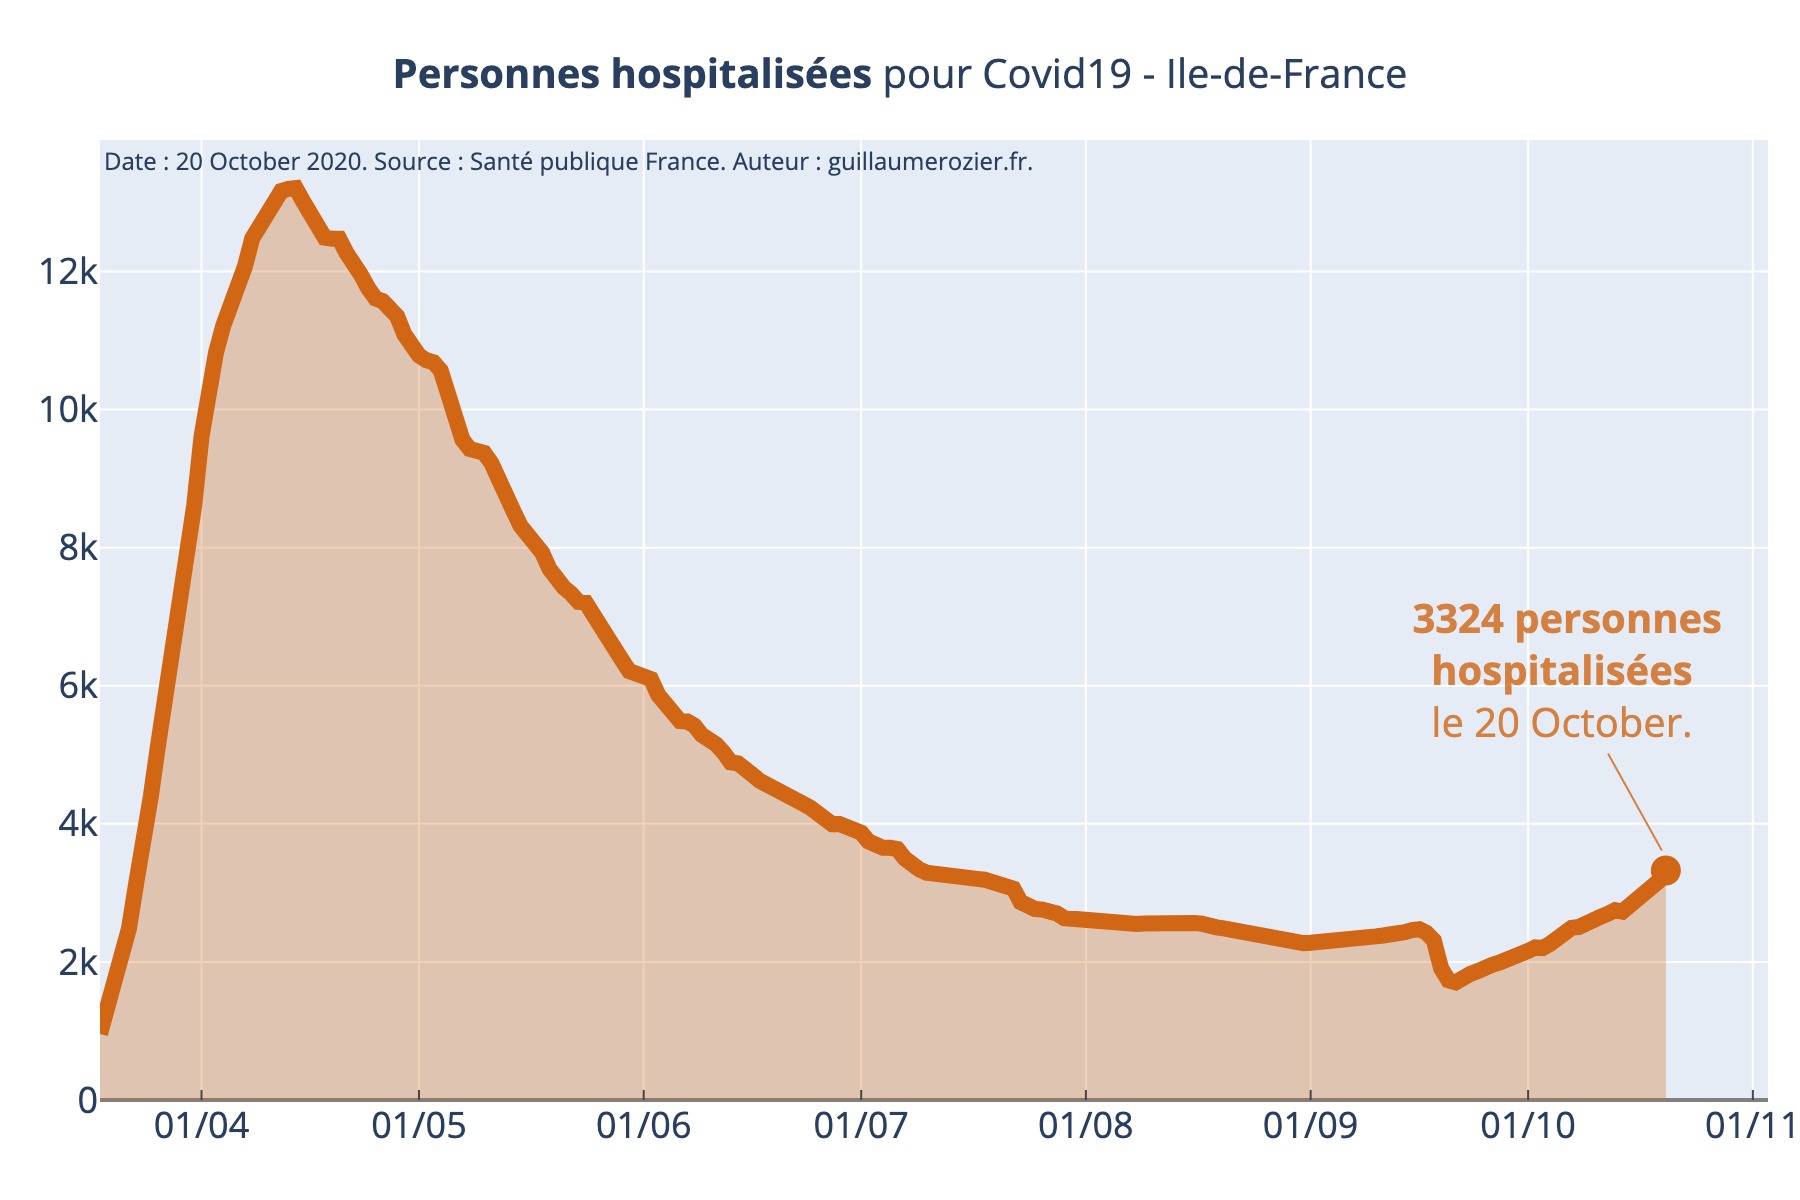 Personnes hospitalisées pour Covid19 - Ile-de-France
Date : 20 October 2020. Source : Santé publique France. Auteur : guillaumerozier.fr.
12k
10k
8k
6k
4k
2k
0
3324 personnes
hospitalisées
le 20 October.
01/04 01/05 01/06 01/07 01/08 01/09 01/10 01/11